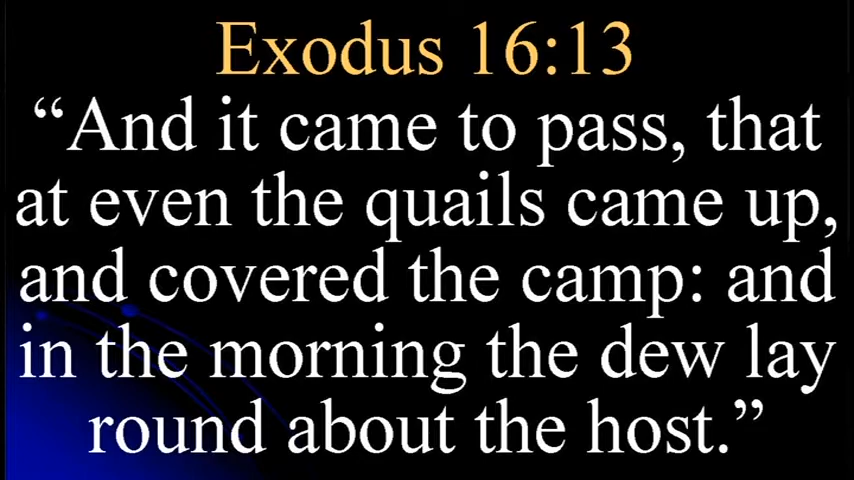 Exodus 16:13
“And it came to pass, that
at even the quails came up,
and covered the camp: and
in the morning the dew lay
round about the host.”